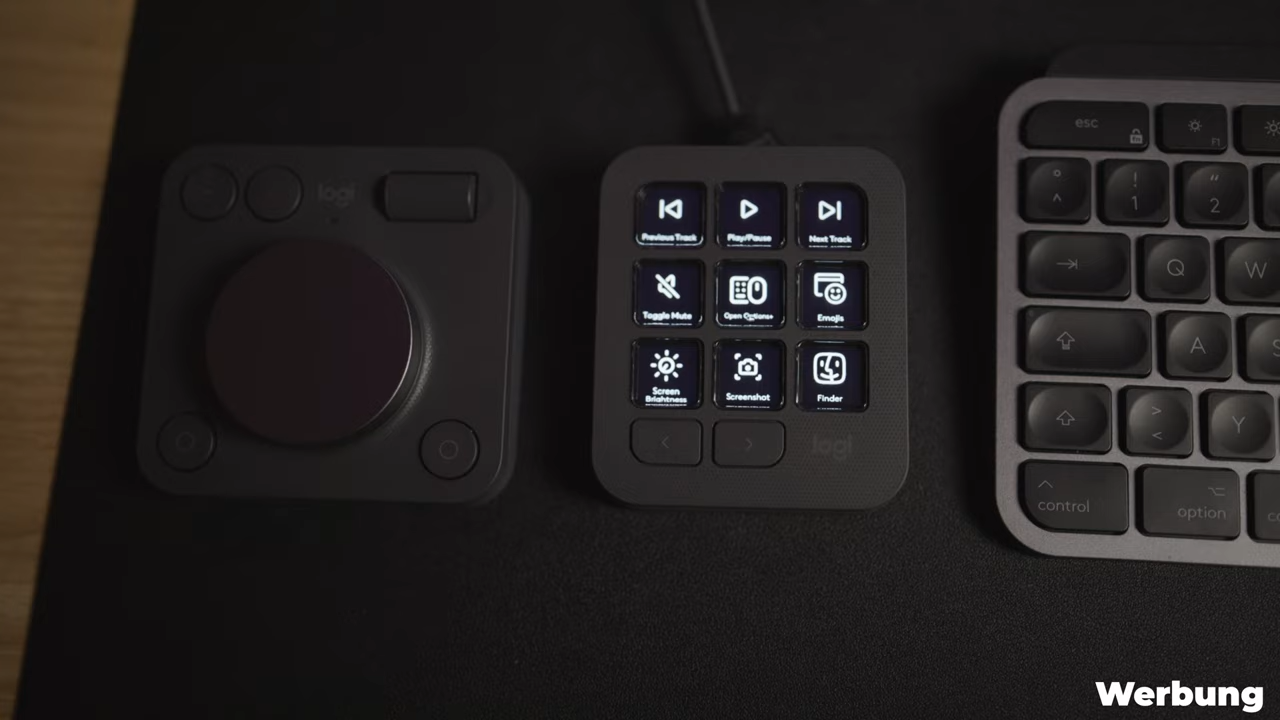 logi
Previous Track
Play/Pause
Next Track
Toggle Mute
Open Options+
Emojis
Screen
Brightness
Screenshot
Finder
logi
esc
F1
° ^
! 1
“ 2
Q
W
A
S
> <
Y
control
option
Werbung